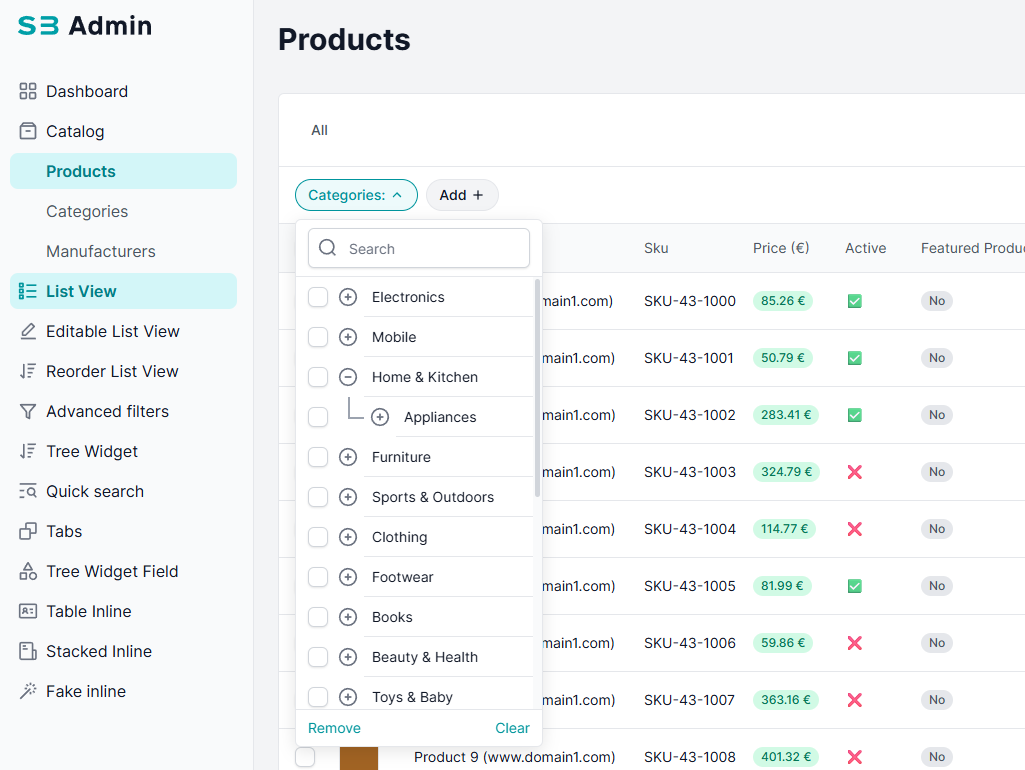 SB Admin
Products
Dashboard
Catalog
Products
Categories
Manufacturers
List View
Editable List View
Reorder List View
Advanced filters
Tree Widget
Quick search
Tabs
Tree Widget Field
Table Inline
Stacked Inline
Fake inline
All
Categories:
Add +
Search
Electronics
Mobile
Home & Kitchen
Appliances
Furniture
Sports & Outdoors
Clothing
Footwear
Books
Beauty & Health
Toys & Baby
Remove Clear
Sku Price (€) Active Featured Produc
main1.com) SKU-43-1000 85.26 € No
main1.com) SKU-43-1001 50.79 € No
main1.com) SKU-43-1002 283.41 € No
main1.com) SKU-43-1003 324.79 € No
main1.com) SKU-43-1004 114.77 € No
main1.com) SKU-43-1005 81.99 € No
main1.com) SKU-43-1006 59.86 € No
main1.com) SKU-43-1007 363.16 € No
Product 9 (www.domain1.com) SKU-43-1008 401.32 € No